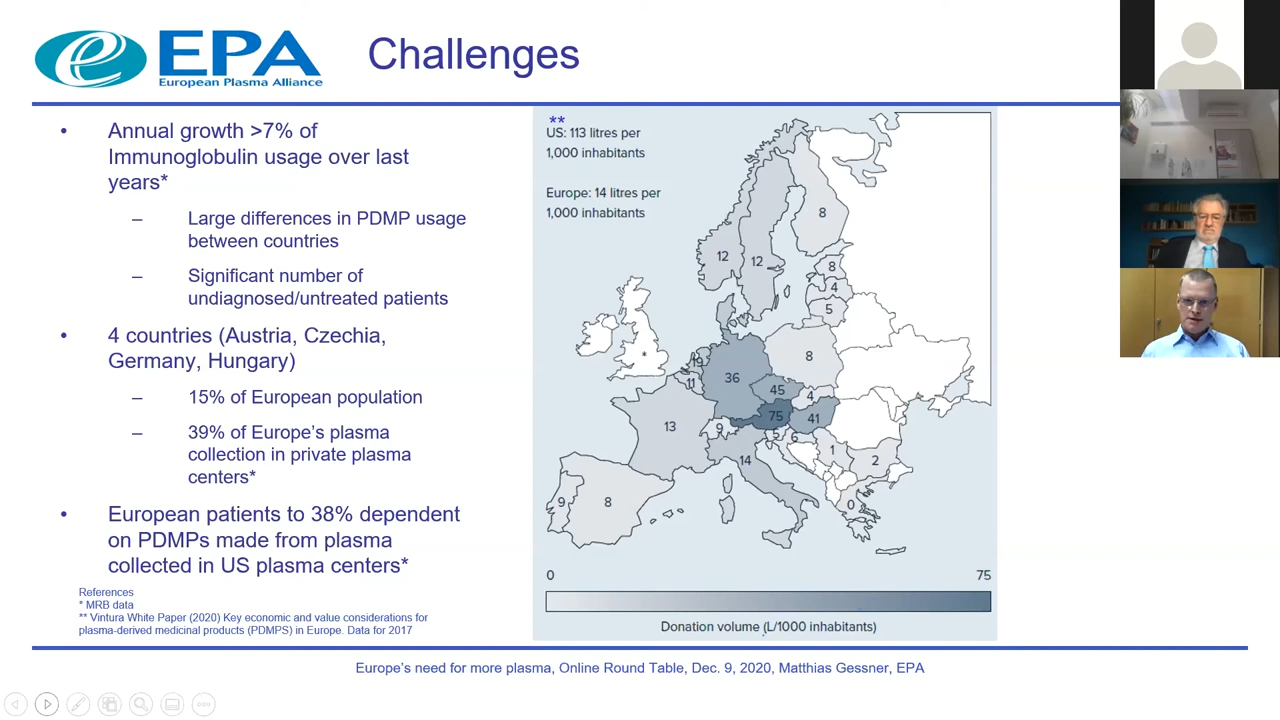 EPA
European Plasma Alliance
Challenges
• Annual growth >7% of
Immunoglobulin usage over last
years*
– Large differences in PDMP usage
between countries
– Significant number of
undiagnosed/untreated patients
• 4 countries (Austria, Czechia,
Germany, Hungary)
– 15% of European population
– 39% of Europe's plasma
collection in private plasma
centers*
• European patients to 38% dependent
on PDMPs made from plasma
collected in US plasma centers*
References
* MRB data
** Vintura White Paper (2020) Key economic and value considerations for
plasma-derived medicinal products (PDMPS) in Europe. Data for 2017
**
US: 113 litres per
1,000 inhabitants
Europe: 14 litres per
1,000 inhabitants
8
12
12
8
4
5
*
19
11
36
8
45
4
75
41
13
9
5
6
14
1
2
9
8
0
0
75
Donation volume (L/1000 inhabitants)
Europe's need for more plasma, Online Round Table, Dec. 9, 2020, Matthias Gessner, EPA